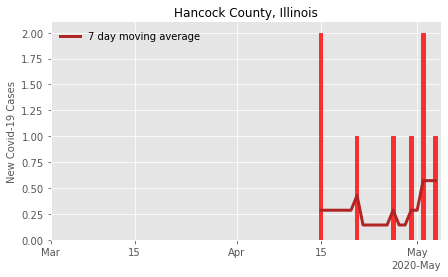 Hancock County, Illinois
7 day moving average
New Covid-19 Cases
2.00
1.75
1.50
1.25
1.00
0.75
0.50
0.25
0.00
Mar
15
Apr
15
May
2020-May